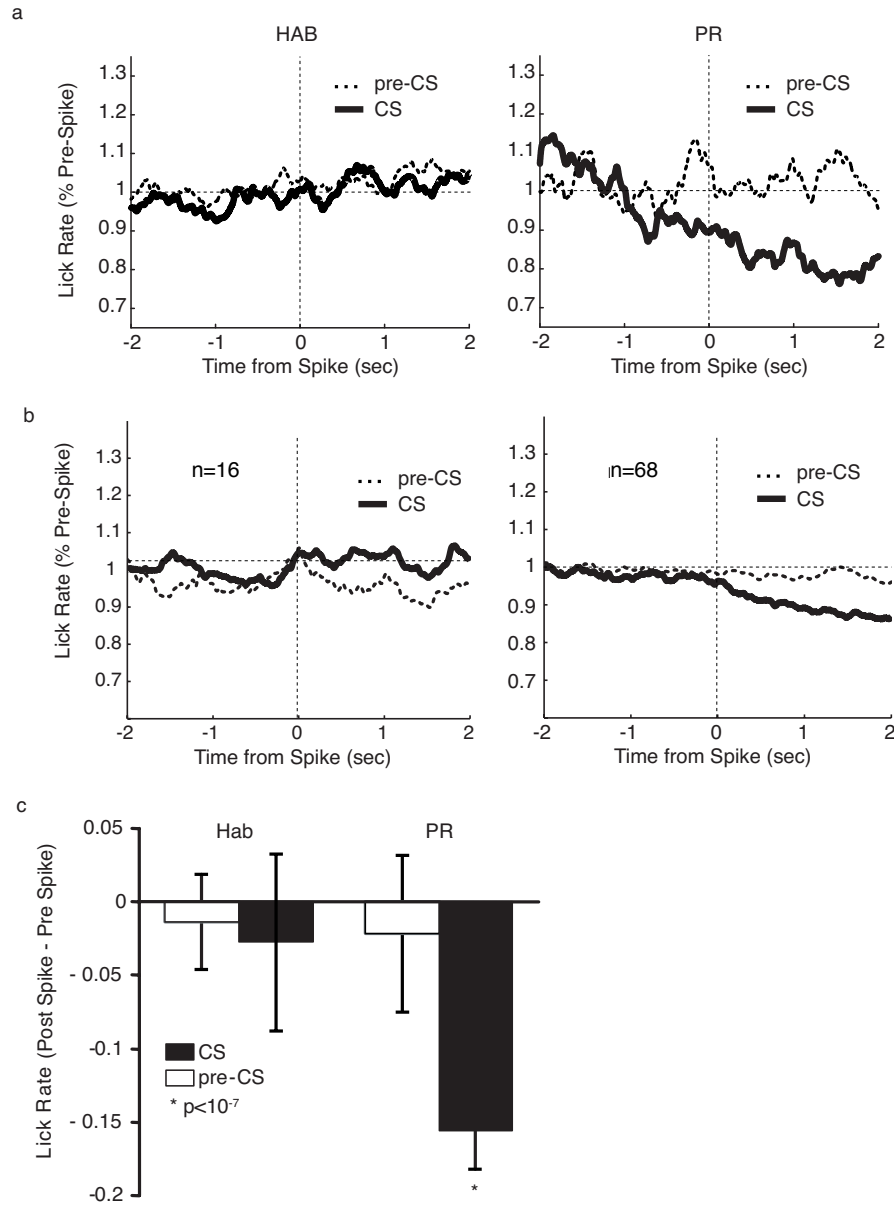 a
HAB
PR
Lick Rate (% Pre-Spike)
1.3
1.2
1.1
1
0.9
0.8
0.7
pre-CS
CS
-2
-1
0
1
2
Time from Spike (sec)
1.3
1.2
1.1
1
0.9
0.8
0.7
pre-CS
CS
-2
-1
0
1
2
Time from Spike (sec)
b
Lick Rate (% Pre-Spike)
1.3
1.2
1.1
1
0.9
0.8
0.7
n=16
pre-CS
CS
-2
-1
0
1
2
Time from Spike (sec)
1.3
1.2
1.1
1
0.9
0.8
0.7
n=68
pre-CS
CS
-2
-1
0
1
2
Time from Spike (sec)
c
Lick Rate (Post Spike - Pre Spike)
0.05
0
- 0.05
-0.1
- 0.15
-0.2
Hab
PR
CS
pre-CS
* p<10⁻⁷
*